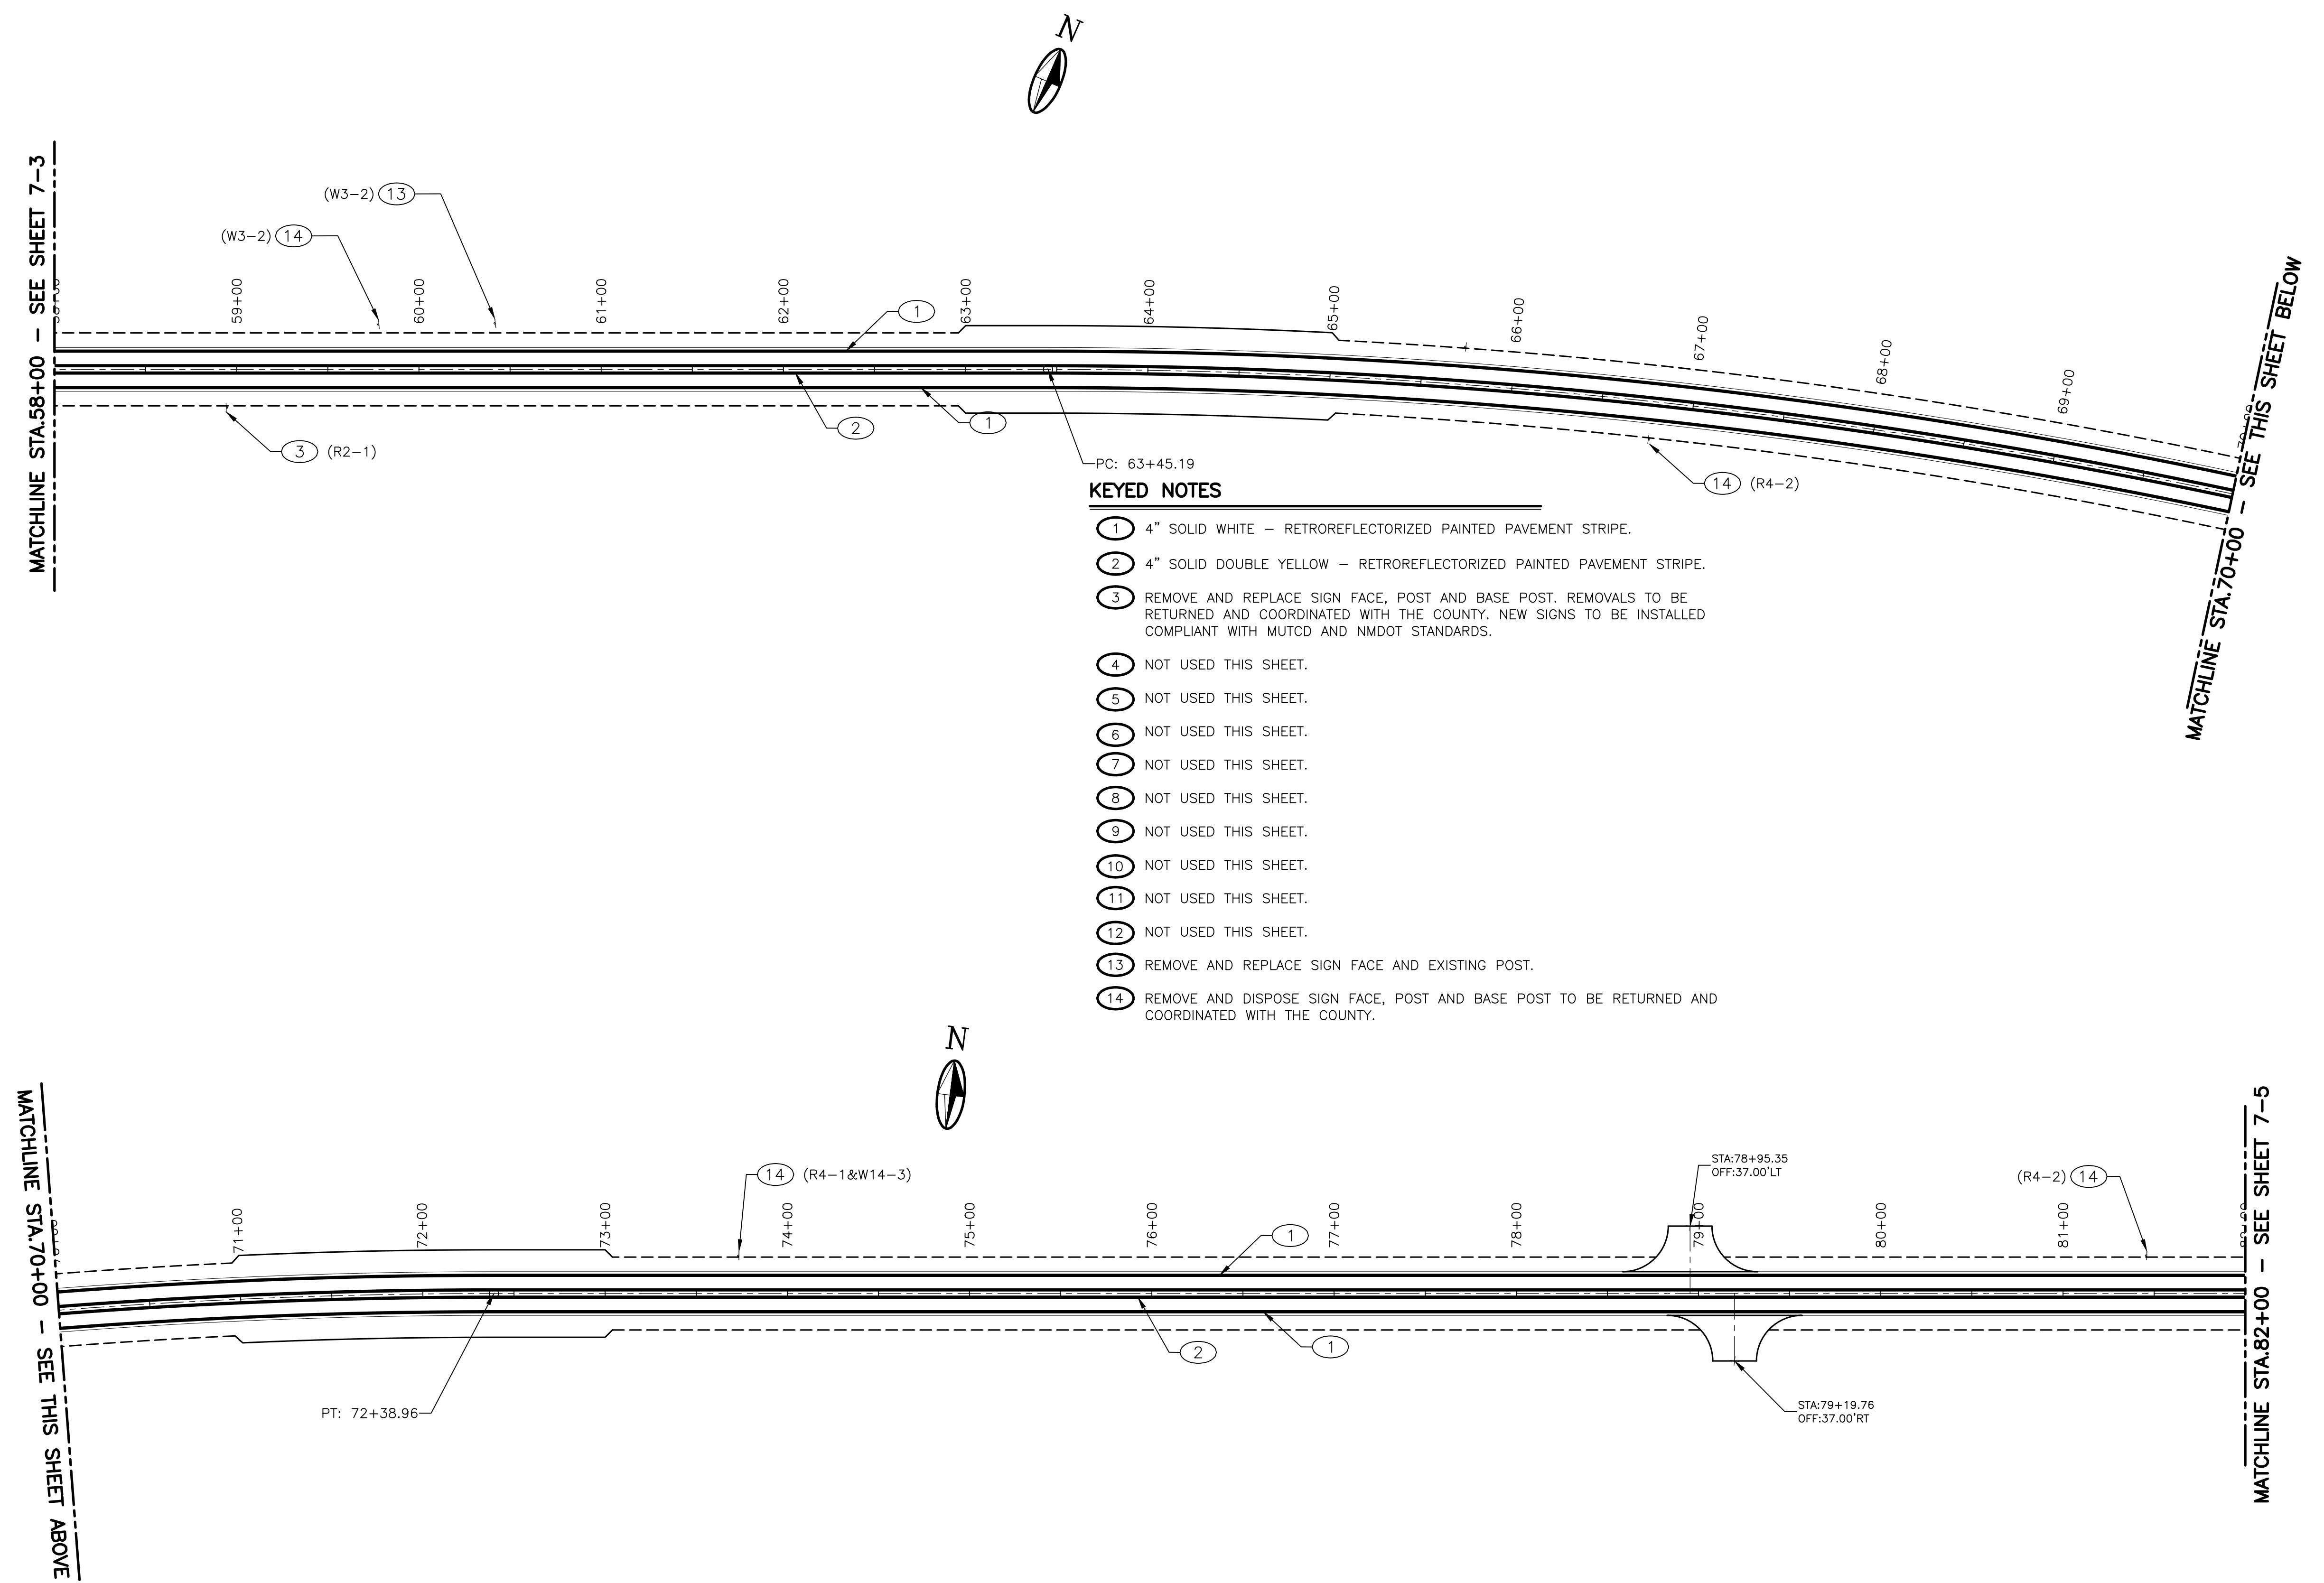 N
MATCHLINE STA.58+00 – SEE SHEET 7–3
(W3–2) 13
(W3–2) 14
59+00
60+00
61+00
62+00
63+00
64+00
65+00
66+00
67+00
68+00
69+00
1
2
1
3 (R2–1)
PC: 63+45.19
14 (R4–2)
MATCHLINE STA.70+00 – SEE THIS SHEET BELOW
KEYED NOTES
1 4" SOLID WHITE – RETROREFLECTORIZED PAINTED PAVEMENT STRIPE.
2 4" SOLID DOUBLE YELLOW – RETROREFLECTORIZED PAINTED PAVEMENT STRIPE.
3 REMOVE AND REPLACE SIGN FACE, POST AND BASE POST. REMOVALS TO BE
RETURNED AND COORDINATED WITH THE COUNTY. NEW SIGNS TO BE INSTALLED
COMPLIANT WITH MUTCD AND NMDOT STANDARDS.
4 NOT USED THIS SHEET.
5 NOT USED THIS SHEET.
6 NOT USED THIS SHEET.
7 NOT USED THIS SHEET.
8 NOT USED THIS SHEET.
9 NOT USED THIS SHEET.
10 NOT USED THIS SHEET.
11 NOT USED THIS SHEET.
12 NOT USED THIS SHEET.
13 REMOVE AND REPLACE SIGN FACE AND EXISTING POST.
14 REMOVE AND DISPOSE SIGN FACE, POST AND BASE POST TO BE RETURNED AND
COORDINATED WITH THE COUNTY.
N
MATCHLINE STA.70+00 – SEE THIS SHEET ABOVE
14 (R4–1&W14–3)
STA:78+95.35
OFF:37.00'LT
(R4–2) 14
71+00
72+00
73+00
74+00
75+00
76+00
77+00
78+00
79+00
80+00
81+00
1
2
1
PT: 72+38.96
STA:79+19.76
OFF:37.00'RT
MATCHLINE STA.82+00 – SEE SHEET 7–5